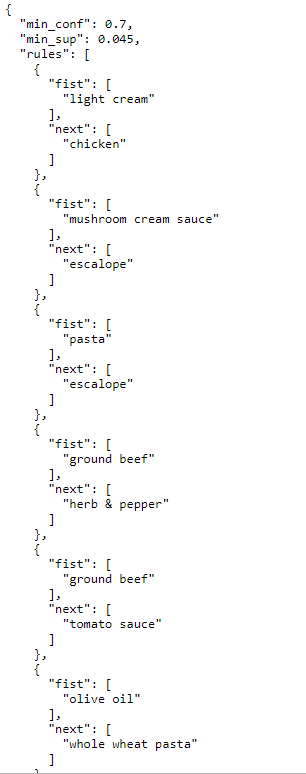 {
  "min_conf": 0.7,
  "min_sup": 0.045,
  "rules": [
    {
      "fist": [
        "light cream"
      ],
      "next": [
        "chicken"
      ]
    },
    {
      "fist": [
        "mushroom cream sauce"
      ],
      "next": [
        "escalope"
      ]
    },
    {
      "fist": [
        "pasta"
      ],
      "next": [
        "escalope"
      ]
    },
    {
      "fist": [
        "ground beef"
      ],
      "next": [
        "herb & pepper"
      ]
    },
    {
      "fist": [
        "ground beef"
      ],
      "next": [
        "tomato sauce"
      ]
    },
    {
      "fist": [
        "olive oil"
      ],
      "next": [
        "whole wheat pasta"
      ]